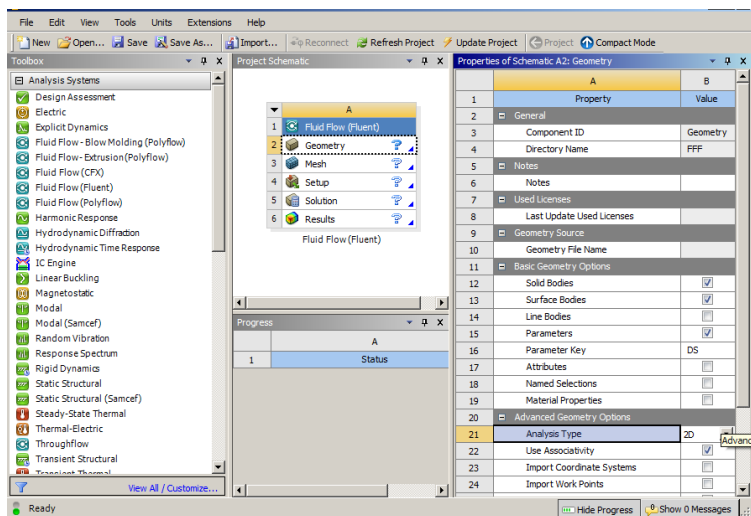 File Edit View Tools Units Extensions Help
New Open... Save Save As... Import... Reconnect Refresh Project Update Project Project Compact Mode
Toolbox
Analysis Systems
Design Assessment
Electric
Explicit Dynamics
Fluid Flow - Blow Molding (Polyflow)
Fluid Flow - Extrusion (Polyflow)
Fluid Flow (CFX)
Fluid Flow (Fluent)
Fluid Flow (Polyflow)
Harmonic Response
Hydrodynamic Diffraction
Hydrodynamic Time Response
IC Engine
Linear Buckling
Magnetostatic
Modal
Modal (Samcef)
Random Vibration
Response Spectrum
Rigid Dynamics
Static Structural
Static Structural (Samcef)
Steady-State Thermal
Thermal-Electric
Throughflow
Transient Structural
Transient Thermal
View All / Customize...
Project Schematic
A
1 Fluid Flow (Fluent)
2 Geometry ?
3 Mesh ?
4 Setup ?
5 Solution ?
6 Results ?
Fluid Flow (Fluent)
Progress
A
1 Status
Properties of Schematic A2: Geometry
A B
1 Property Value
2 General
3 Component ID Geometry
4 Directory Name FFF
5 Notes
6 Notes
7 Used Licenses
8 Last Update Used Licenses
9 Geometry Source
10 Geometry File Name
11 Basic Geometry Options
12 Solid Bodies
13 Surface Bodies
14 Line Bodies
15 Parameters
16 Parameter Key DS
17 Attributes
18 Named Selections
19 Material Properties
20 Advanced Geometry Options
21 Analysis Type 2D
Advanc
22 Use Associativity
23 Import Coordinate Systems
24 Import Work Points
Ready
Hide Progress Show 0 Messages